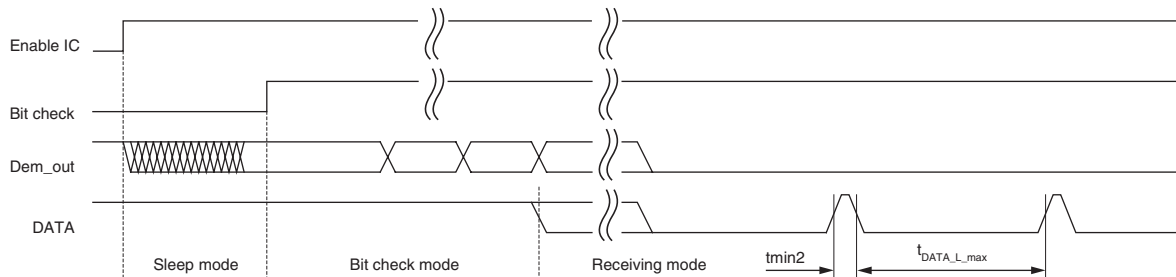 Enable IC
Bit check
Dem_out
DATA
Sleep mode
Bit check mode
Receiving mode
tmin2
tDATA_L_max